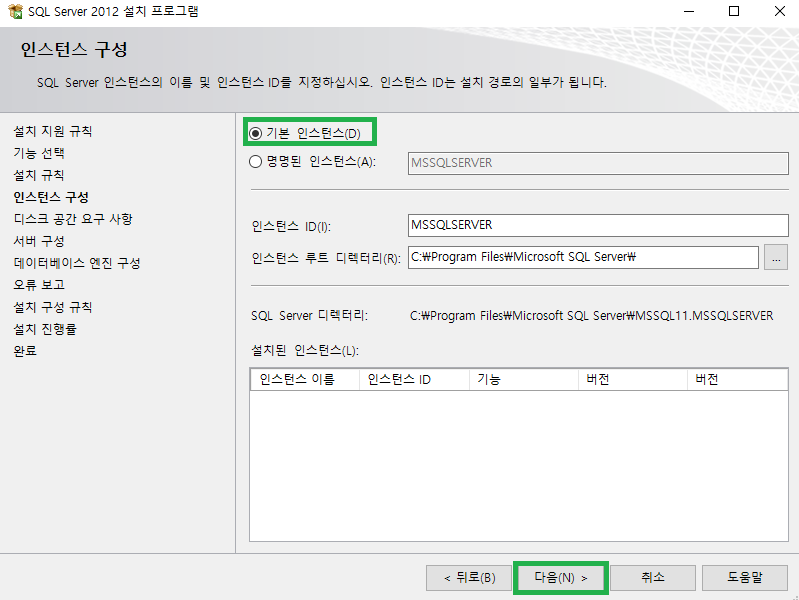 SQL Server 2012 설치 프로그램
인스턴스 구성
SQL Server 인스턴스의 이름 및 인스턴스 ID를 지정하십시오. 인스턴스 ID는 설치 경로의 일부가 됩니다.
설치 지원 규칙
기능 선택
설치 규칙
인스턴스 구성
디스크 공간 요구 사항
서버 구성
데이터베이스 엔진 구성
오류 보고
설치 구성 규칙
설치 진행률
완료
기본 인스턴스(D)
명명된 인스턴스(A): MSSQLSERVER
인스턴스 ID(I): MSSQLSERVER
인스턴스 루트 디렉터리(R): C:₩Program Files₩Microsoft SQL Server₩ ...
SQL Server 디렉터리: C:₩Program Files₩Microsoft SQL Server₩MSSQL11.MSSQLSERVER
설치된 인스턴스(L):
인스턴스 이름 인스턴스 ID 기능 버전 버전
< 뒤로(B) 다음(N) > 취소 도움말